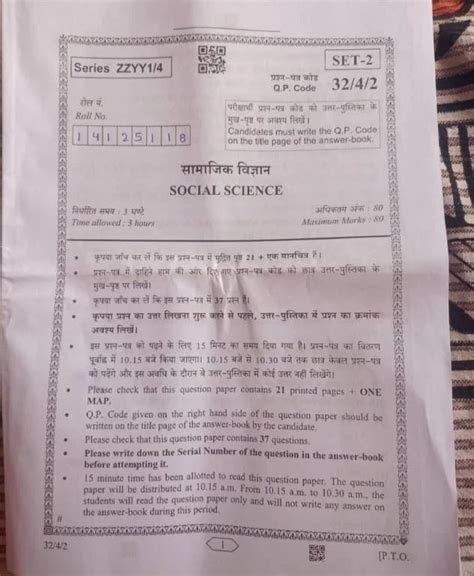 Series ZZYY1/4
SET-2
प्रश्न-पत्र कोड
Q.P. Code 32/4/2
रोल नं.
Roll No.
1 4 1 2 5 1 1 8
परीक्षार्थी प्रश्न-पत्र कोड को उत्तर-पुस्तिका के
मुख-पृष्ठ पर अवश्य लिखें।
Candidates must write the Q.P. Code
on the title page of the answer-book.
सामाजिक विज्ञान
SOCIAL SCIENCE
निर्धारित समय : 3 घण्टे
अधिकतम अंक : 80
Time allowed : 3 hours
Maximum Marks : 80
• कृपया जाँच कर लें कि इस प्रश्न-पत्र में मुद्रित पृष्ठ 21 + एक मानचित्र है।
• प्रश्न-पत्र में दाहिने हाथ की ओर दिए गए प्रश्न-पत्र कोड को छात्र उत्तर-पुस्तिका के
मुख-पृष्ठ पर लिखें।
• कृपया जाँच कर लें कि इस प्रश्न-पत्र में 37 प्रश्न हैं।
• कृपया प्रश्न का उत्तर लिखना शुरू करने से पहले, उत्तर-पुस्तिका में प्रश्न का क्रमांक
अवश्य लिखें।
• इस प्रश्न-पत्र को पढ़ने के लिए 15 मिनट का समय दिया गया है। प्रश्न-पत्र का वितरण
पूर्वाह्न में 10.15 बजे किया जाएगा। 10.15 बजे से 10.30 बजे तक छात्र केवल प्रश्न-पत्र
को पढ़ेंगे और इस अवधि के दौरान वे उत्तर-पुस्तिका में कोई उत्तर नहीं लिखेंगे।
• Please check that this question paper contains 21 printed pages + ONE
MAP.
• Q.P. Code given on the right hand side of the question paper should be
written on the title page of the answer-book by the candidate.
• Please check that this question paper contains 37 questions.
• Please write down the Serial Number of the question in the answer-book
before attempting it.
• 15 minute time has been allotted to read this question paper. The question
paper will be distributed at 10.15 a.m. From 10.15 a.m. to 10.30 a.m., the
students will read the question paper only and will not write any answer on
the answer-book during this period.
#
32/4/2
1
[P.T.O.